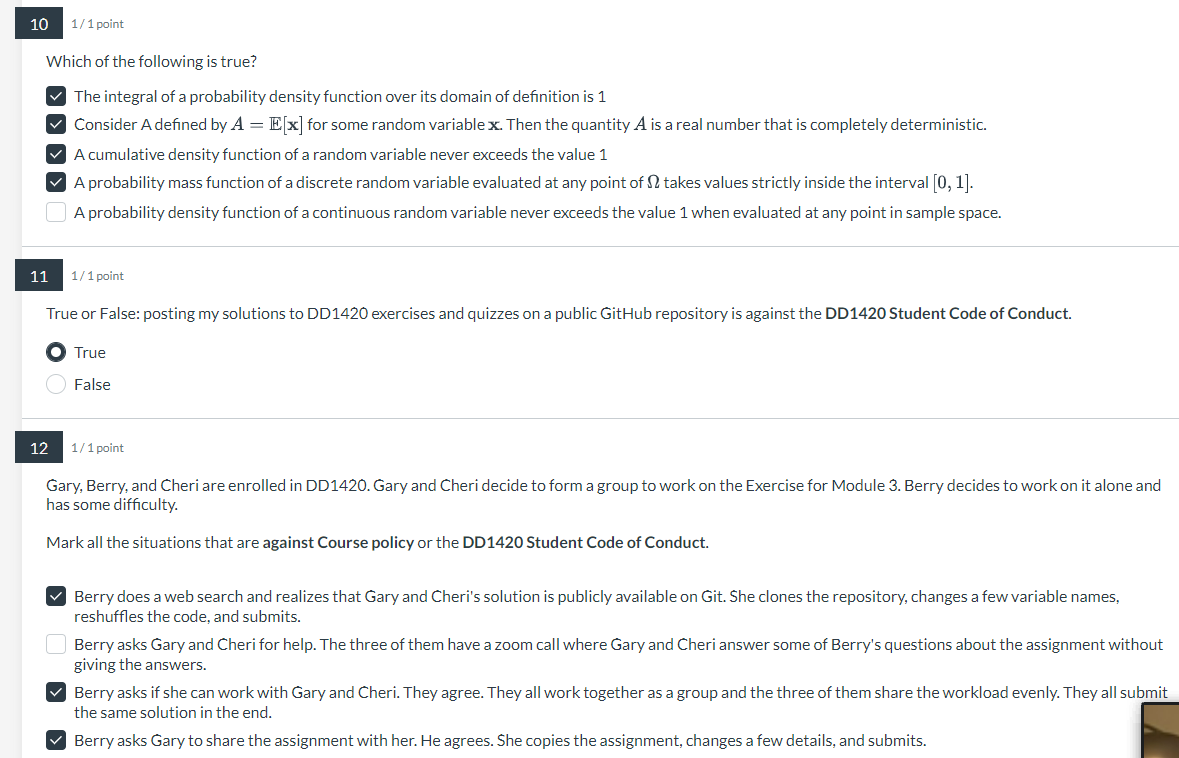 10 1 / 1 point
Which of the following is true?
The integral of a probability density function over its domain of definition is 1
Consider A defined by A = 𝔼[x] for some random variable x. Then the quantity A is a real number that is completely deterministic.
A cumulative density function of a random variable never exceeds the value 1
A probability mass function of a discrete random variable evaluated at any point of Ω takes values strictly inside the interval [0, 1].
A probability density function of a continuous random variable never exceeds the value 1 when evaluated at any point in sample space.
11 1 / 1 point
True or False: posting my solutions to DD1420 exercises and quizzes on a public GitHub repository is against the DD1420 Student Code of Conduct.
True
False
12 1 / 1 point
Gary, Berry, and Cheri are enrolled in DD1420. Gary and Cheri decide to form a group to work on the Exercise for Module 3. Berry decides to work on it alone and
has some difficulty.
Mark all the situations that are against Course policy or the DD1420 Student Code of Conduct.
Berry does a web search and realizes that Gary and Cheri's solution is publicly available on Git. She clones the repository, changes a few variable names,
reshuffles the code, and submits.
Berry asks Gary and Cheri for help. The three of them have a zoom call where Gary and Cheri answer some of Berry's questions about the assignment without
giving the answers.
Berry asks if she can work with Gary and Cheri. They agree. They all work together as a group and the three of them share the workload evenly. They all submit
the same solution in the end.
Berry asks Gary to share the assignment with her. He agrees. She copies the assignment, changes a few details, and submits.